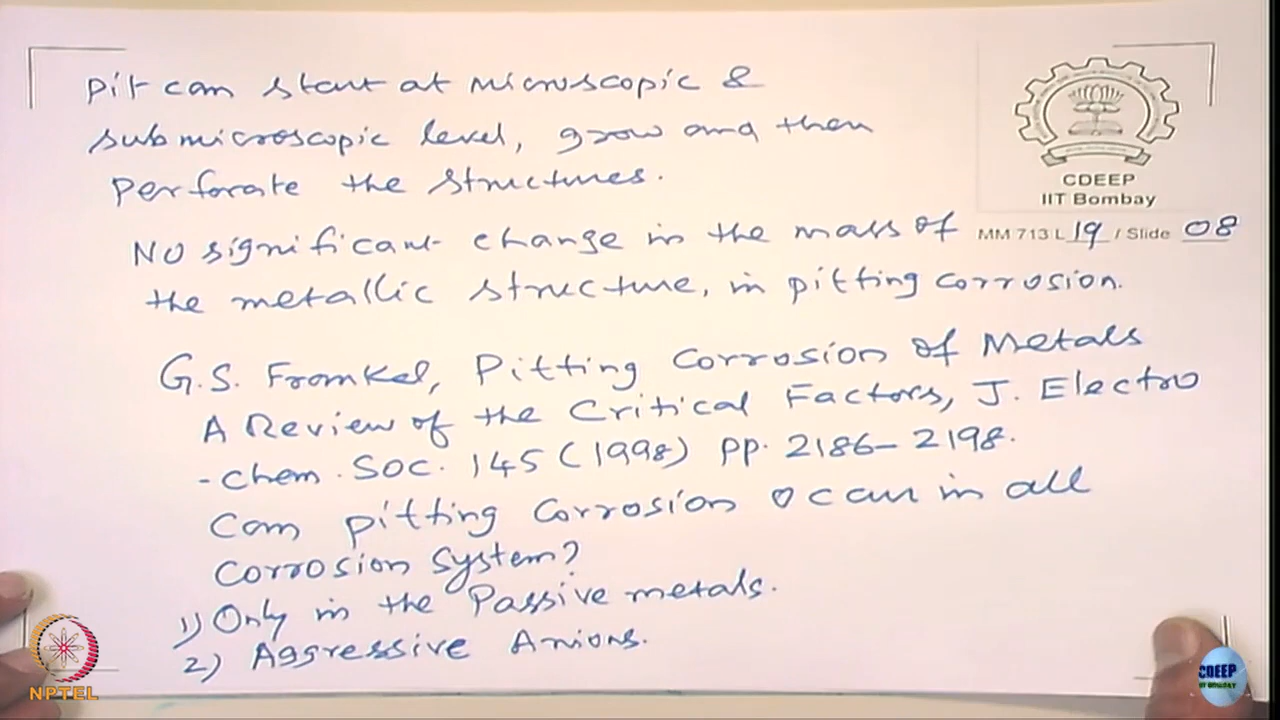 Pit can start at microscopic &
submicroscopic level, grow and then
perforate the structures.
CDEEP
IIT Bombay
No significant change in the mass of
MM 713 L 19 / Slide 08
the metallic structure, in pitting corrosion.
G.S. Frankel, Pitting Corrosion of Metals
A Review of the Critical Factors, J. Electro
-chem. Soc. 145 (1998) pp. 2186-2198.
Can pitting corrosion occur in all
corrosion system?
1) Only in the Passive metals.
2) Aggressive Anions.
NPTEL
CDEEP
IIT BOMBAY